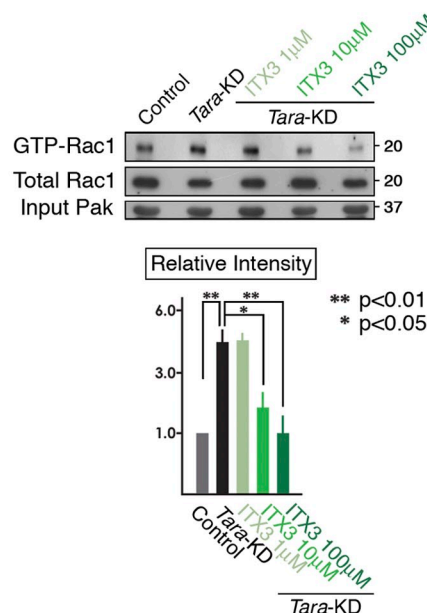 Control
Tara-KD
ITX3 1μM
ITX3 10μM
ITX3 100μM
Tara-KD
GTP-Rac1
20
Total Rac1
20
Input Pak
37
Relative Intensity
** p<0.01
* p<0.05
6.0
3.0
1.0
**
**
*
Control
Tara-KD
ITX3 1μM
ITX3 10μM
ITX3 100μM
Tara-KD